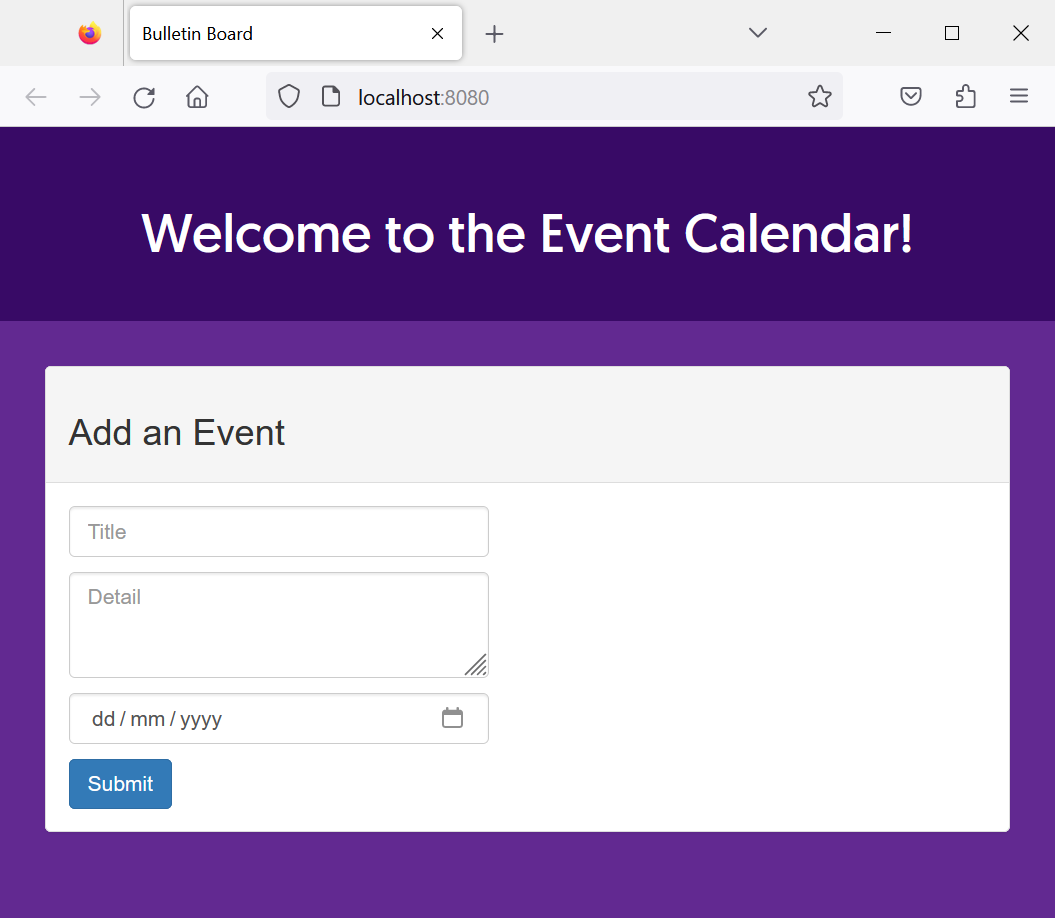 Bulletin Board
localhost:8080
Welcome to the Event Calendar!
Add an Event
Title
Detail
dd / mm / yyyy
Submit